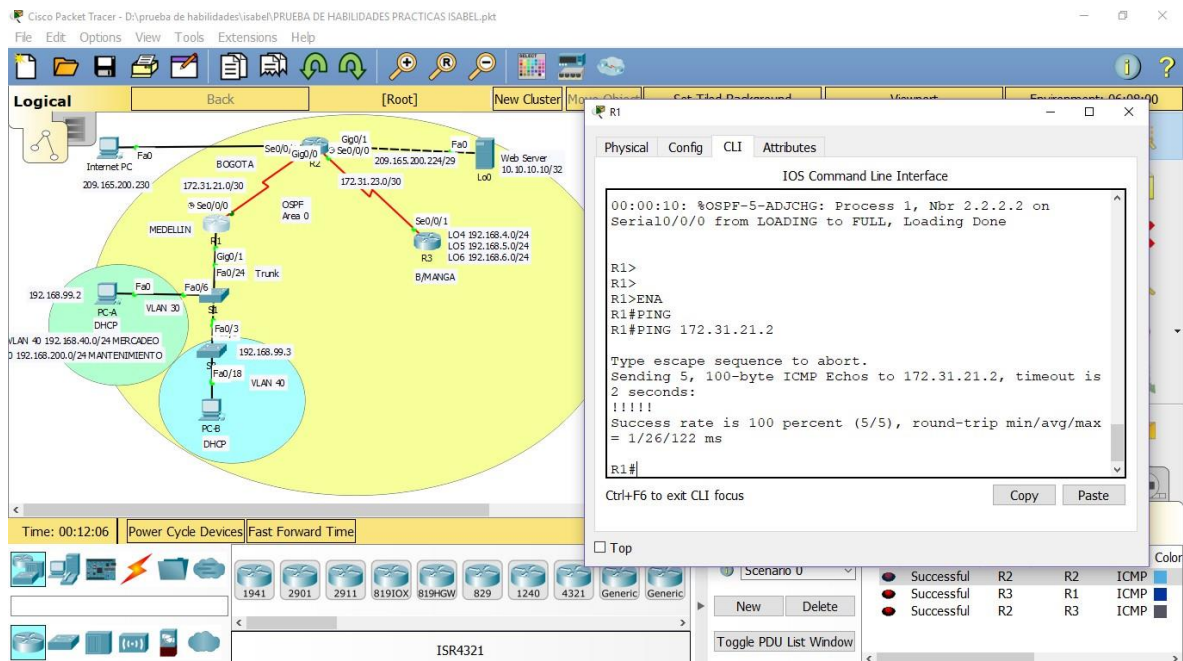 Cisco Packet Tracer - D:\prueba de habilidades\isabel\PRUEBA DE HABILIDADES PRACTICAS ISABEL.pkt
File Edit Options View Tools Extensions Help
Logical
Back
[Root]
New Cluster
Internet PC
Fa0
209.165.200.230
BOGOTA
172.31.21.0/30
Se0/0/0
MEDELLIN
Gig0/0
Gig0/1
Se0/0/0
R2
209.165.200.224/29
172.31.23.0/30
Fa0
Lo0
Web Server
10.10.10.10/32
OSPF
Area 0
Se0/0/1
R3
LO4 192.168.4.0/24
LO5 192.168.5.0/24
LO6 192.168.6.0/24
B/MANGA
R1
Gig0/1
Fa0/24 Trunk
192.168.99.2
Fa0
Fa0/6
VLAN 30
PC-A
DHCP
S1
VLAN 40 192.168.40.0/24 MERCADEO
192.168.200.0/24 MANTENIMIENTO
Fa0/3
192.168.99.3
Fa0/18
VLAN 40
PC-B
DHCP
R1
Physical Config CLI Attributes
IOS Command Line Interface
00:00:10: %OSPF-5-ADJCHG: Process 1, Nbr 2.2.2.2 on
Serial0/0/0 from LOADING to FULL, Loading Done
R1>
R1>
R1>ENA
R1#PING
R1#PING 172.31.21.2
Type escape sequence to abort.
Sending 5, 100-byte ICMP Echos to 172.31.21.2, timeout is
2 seconds:
!!!!!
Success rate is 100 percent (5/5), round-trip min/avg/max
= 1/26/122 ms
R1#
Ctrl+F6 to exit CLI focus
Copy Paste
Top
Time: 00:12:06 Power Cycle Devices Fast Forward Time
1941 2901 2911 819IOX 819HGW 829 1240 4321 Generic Generic
ISR4321
Scenario 0
New Delete
Toggle PDU List Window
Color
Successful R2 R2 ICMP
Successful R3 R1 ICMP
Successful R2 R3 ICMP